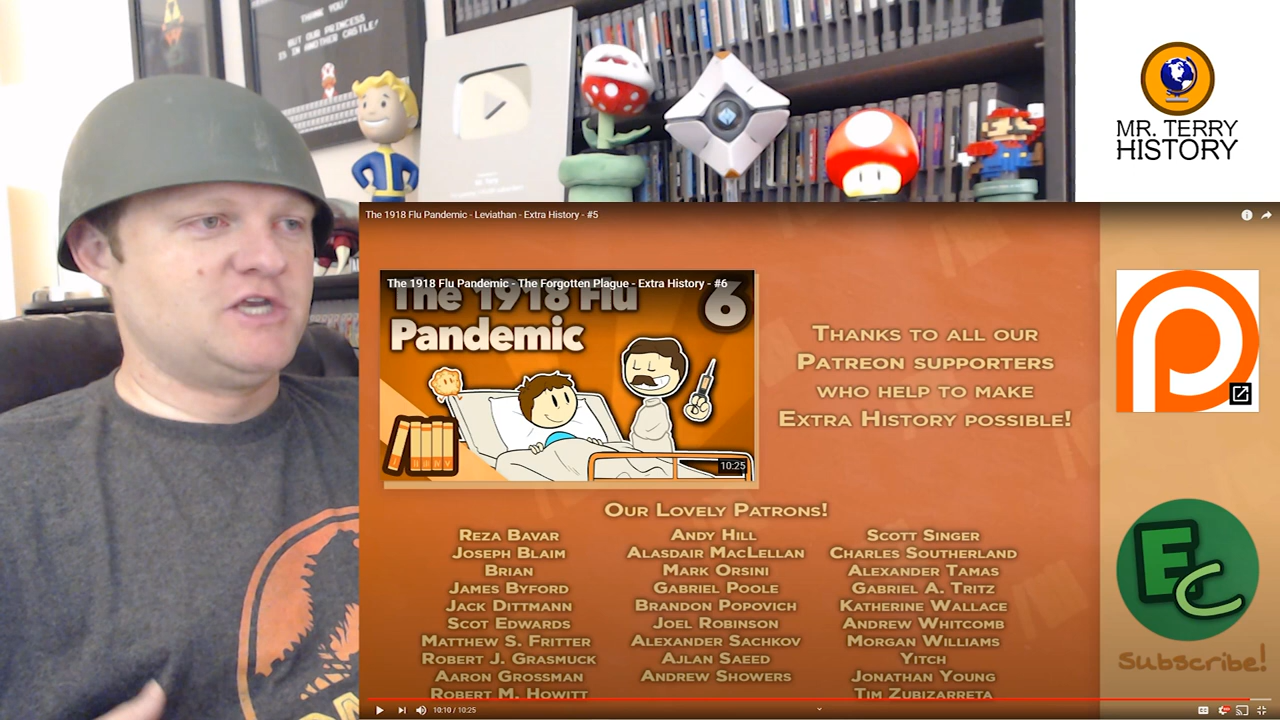 THANK YOU!
BUT OUR PRINCESS
IS IN ANOTHER CASTLE!
MR. TERRY
HISTORY
The 1918 Flu Pandemic - Leviathan - Extra History - #5
The 1918 Flu Pandemic - The Forgotten Plague - Extra History - #6
The 1918 Flu
Pandemic
6
10:25
THANKS TO ALL OUR
PATREON SUPPORTERS
WHO HELP TO MAKE
EXTRA HISTORY POSSIBLE!
OUR LOVELY PATRONS!
REZA BAVAR
JOSEPH BLAIM
BRIAN
JAMES BYFORD
JACK DITTMANN
SCOT EDWARDS
MATTHEW S. FRITTER
ROBERT J. GRASMUCK
AARON GROSSMAN
ROBERT M. HOWITT
ANDY HILL
ALASDAIR MACLELLAN
MARK ORSINI
GABRIEL POOLE
BRANDON POPOVICH
JOEL ROBINSON
ALEXANDER SACHKOV
AJLAN SAEED
ANDREW SHOWERS
SCOTT SINGER
CHARLES SOUTHERLAND
ALEXANDER TAMAS
GABRIEL A. TRITZ
KATHERINE WALLACE
ANDREW WHITCOMB
MORGAN WILLIAMS
YITCH
JONATHAN YOUNG
TIM ZUBIZARRETA
EC
Subscribe!
10:10 / 10:25